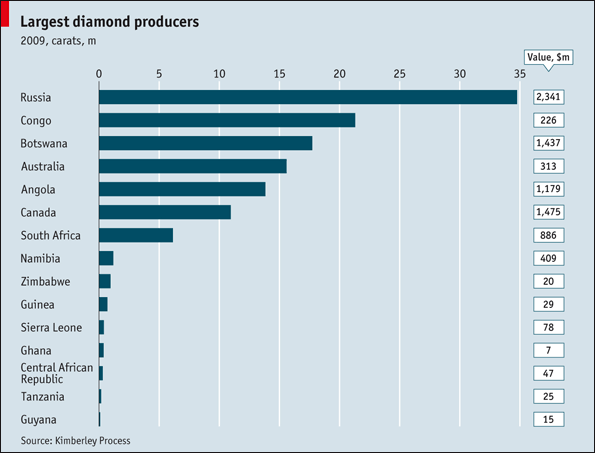 Largest diamond producers
2009, carats, m
Value, $m
0 5 10 15 20 25 30 35
Russia 2,341
Congo 226
Botswana 1,437
Australia 313
Angola 1,179
Canada 1,475
South Africa 886
Namibia 409
Zimbabwe 20
Guinea 29
Sierra Leone 78
Ghana 7
Central African
Republic 47
Tanzania 25
Guyana 15
Source: Kimberley Process